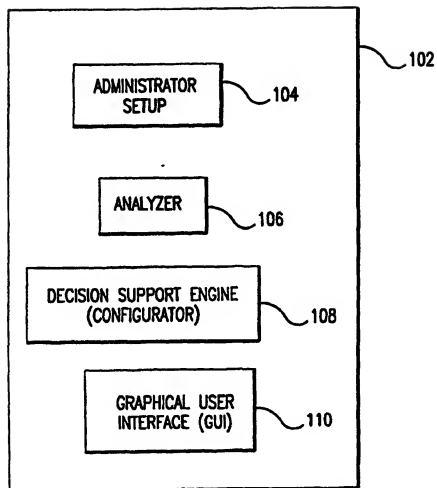 102
ADMINISTRATOR
SETUP
104
ANALYZER
106
DECISION SUPPORT ENGINE
(CONFIGURATOR)
108
GRAPHICAL USER
INTERFACE (GUI)
110